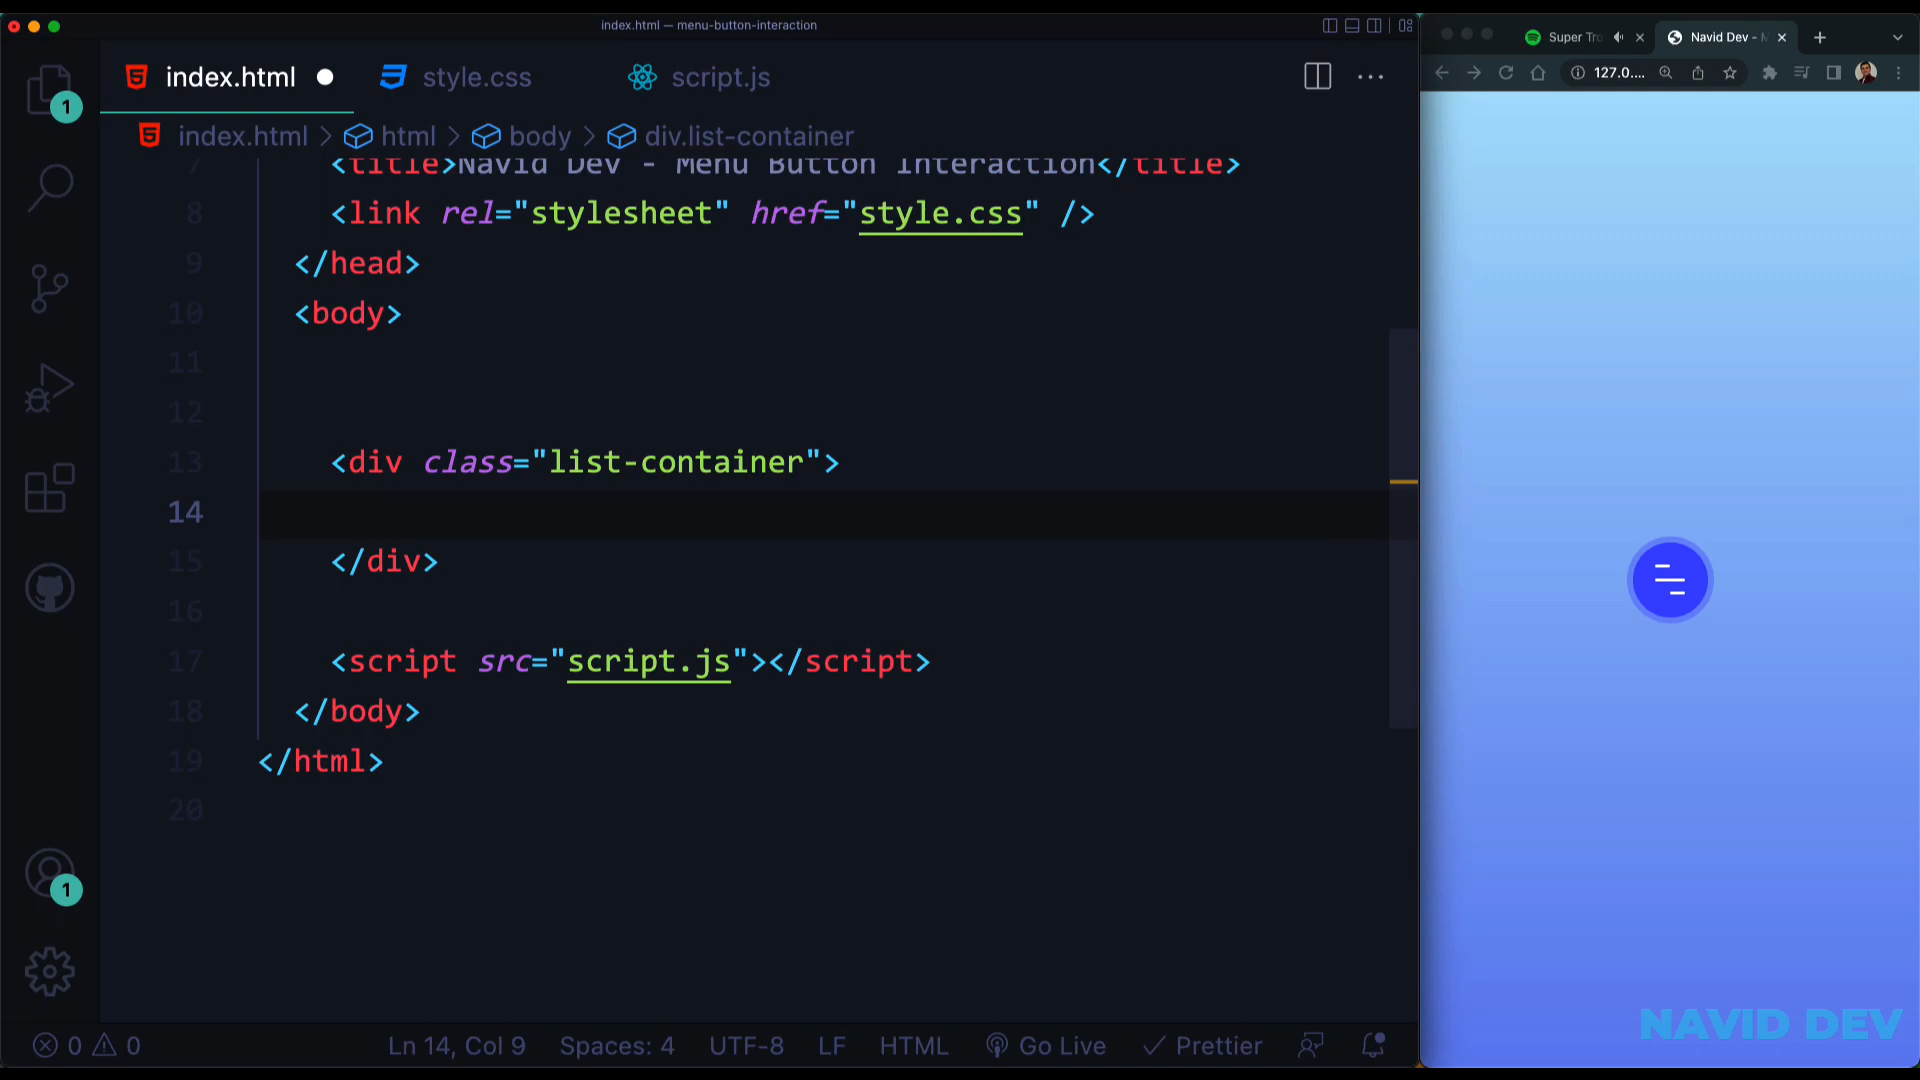 index.html — menu-button-interaction
index.html
style.css
script.js
index.html > html > body > div.list-container
7 <title>Navid Dev - Menu Button Interaction</title>
8 <link rel="stylesheet" href="style.css" />
9 </head>
10 <body>
11
12
13 <div class="list-container">
14
15 </div>
16
17 <script src="script.js"></script>
18 </body>
19 </html>
20
1
1
0 0
Ln 14, Col 9
Spaces: 4
UTF-8
LF
HTML
Go Live
Prettier
Super Tro
Navid Dev -
127.0....
NAVID DEV